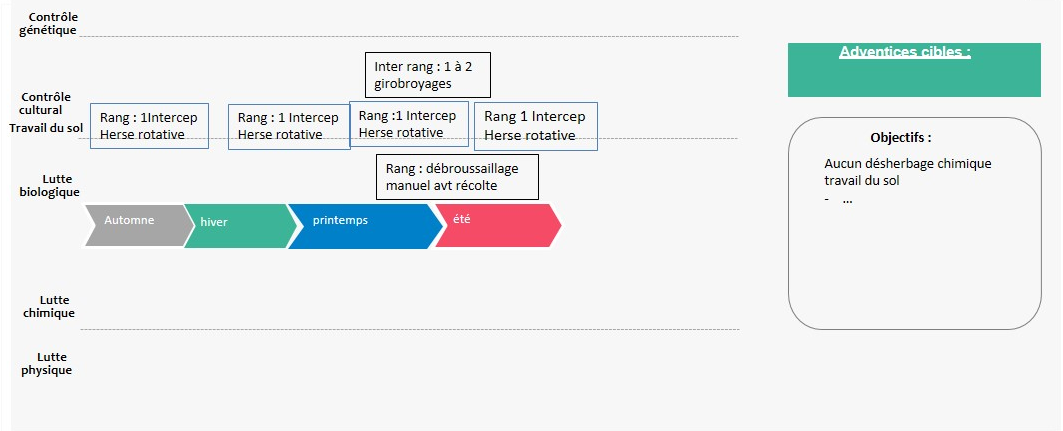 Contrôle
génétique
Inter rang : 1 à 2
girobroyages
Contrôle
cultural
Travail du sol
Rang : 1Intercep
Herse rotative
Rang : 1 Intercep
Herse rotative
Rang :1 Intercep
Herse rotative
Rang 1 Intercep
Herse rotative
Rang : débroussaillage
manuel avt récolte
Lutte
biologique
Automne
hiver
printemps
été
Lutte
chimique
Lutte
physique
Adventices cibles :
Objectifs :
Aucun désherbage chimique
travail du sol
- ...